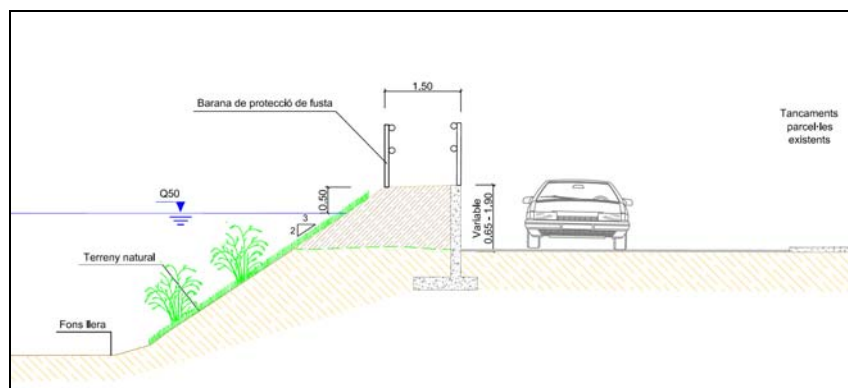 1.50
Barana de protecció de fusta
Tancaments
parcel·les
existents
Q50
0.50
3
2
Variable
0.65 - 1.90
Terreny natural
Fons llera